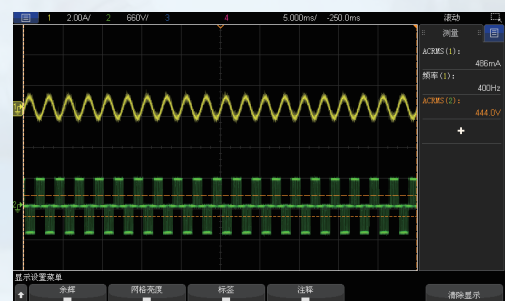 1 2.00A/ 2 660V/ 3 4 5.000ms/ -250.0ms 滚动
测量
ACRMS(1):
486mA
频率(1):
400Hz
ACRMS(2):
444.0V
+
显示设置菜单
余辉 网格亮度 标签 注释 清除显示